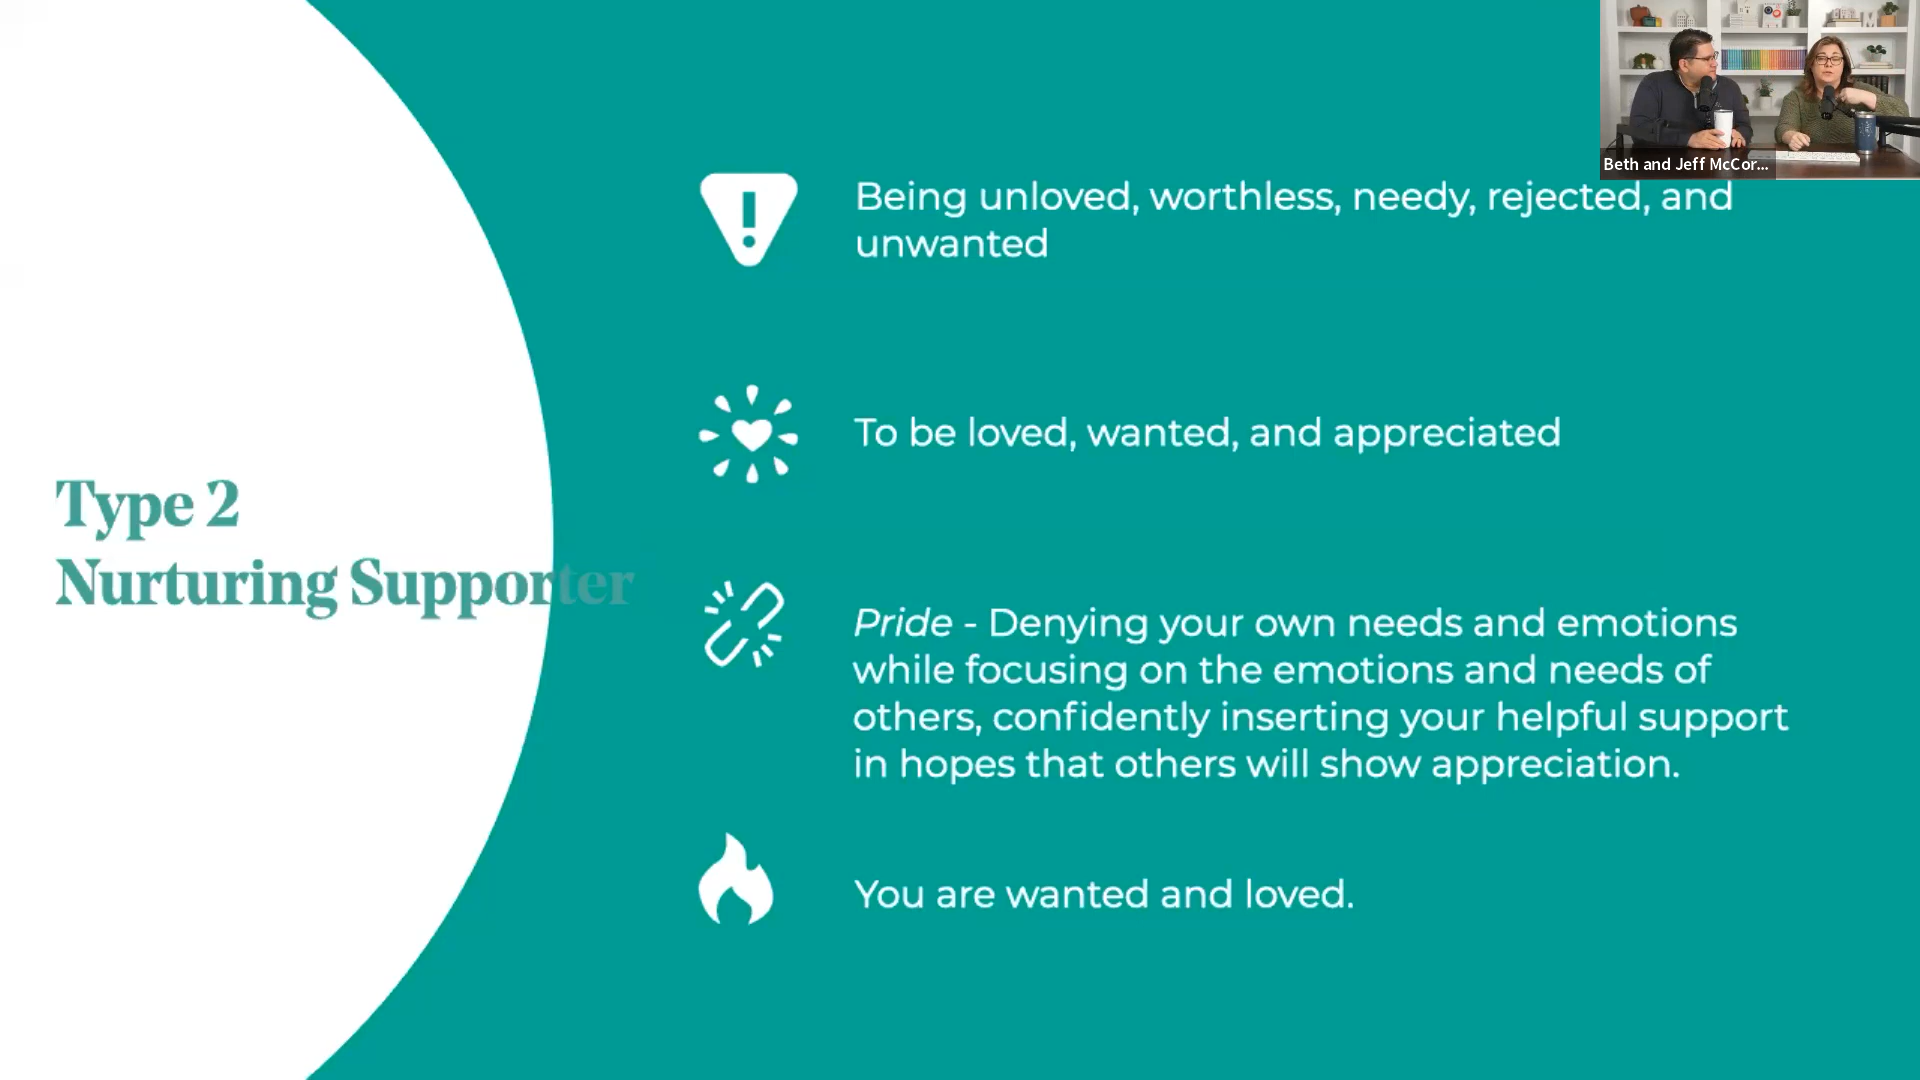 Beth and Jeff McCor...
Being unloved, worthless, needy, rejected, and
unwanted
To be loved, wanted, and appreciated
Type 2
Nurturing Supporter
Pride - Denying your own needs and emotions
while focusing on the emotions and needs of
others, confidently inserting your helpful support
in hopes that others will show appreciation.
You are wanted and loved.